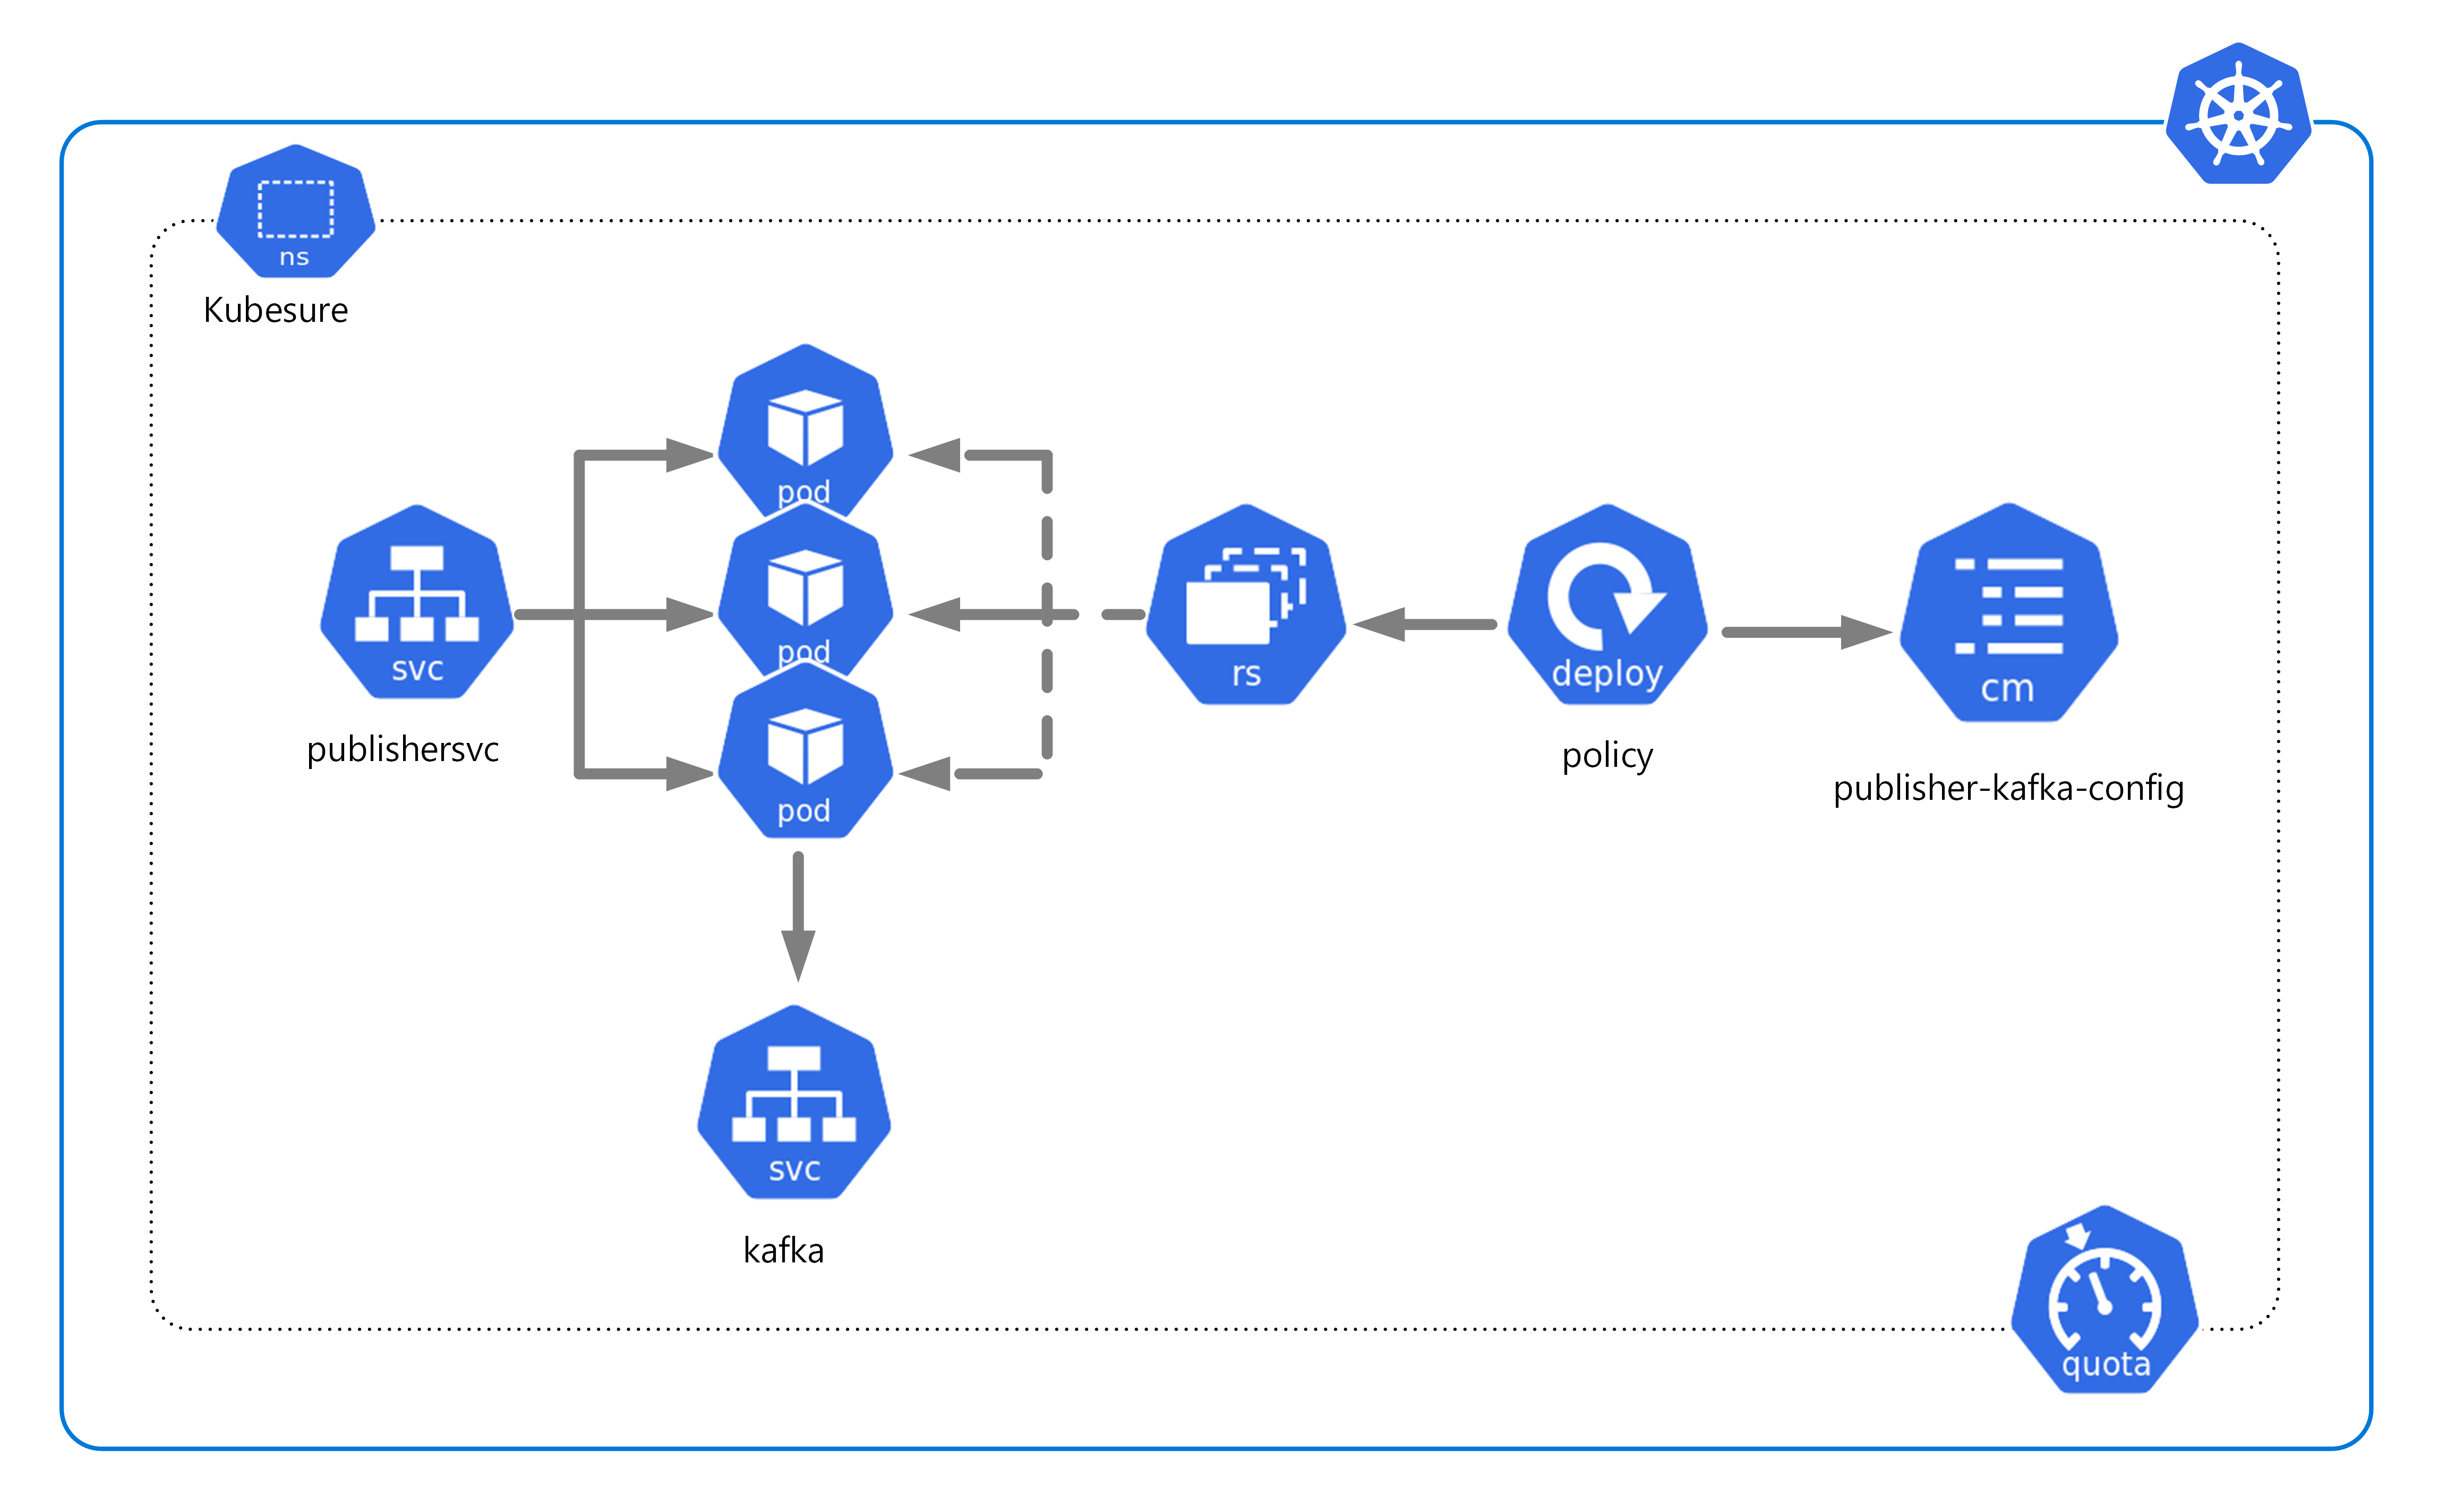 ns
Kubesure
pod
pod
pod
svc
publishersvc
rs
deploy
policy
cm
publisher-kafka-config
svc
kafka
quota